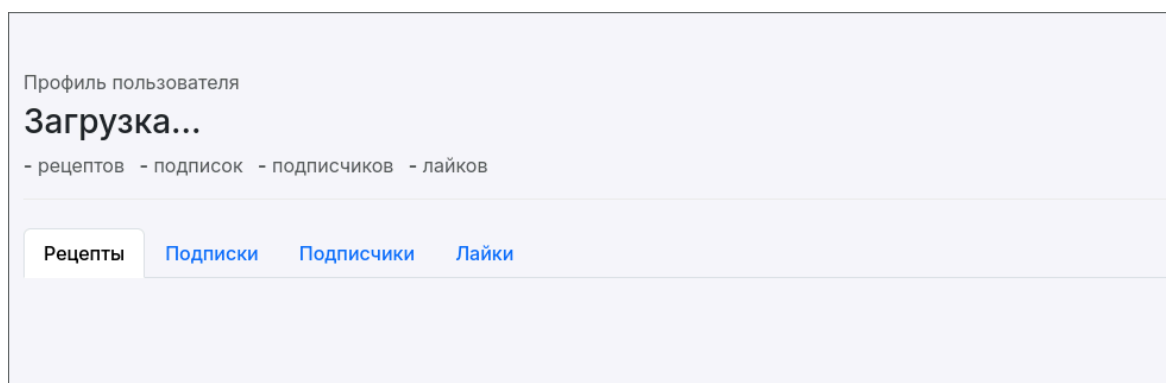 Профиль пользователя
Загрузка...
- рецептов - подписок - подписчиков - лайков
Рецепты Подписки Подписчики Лайки